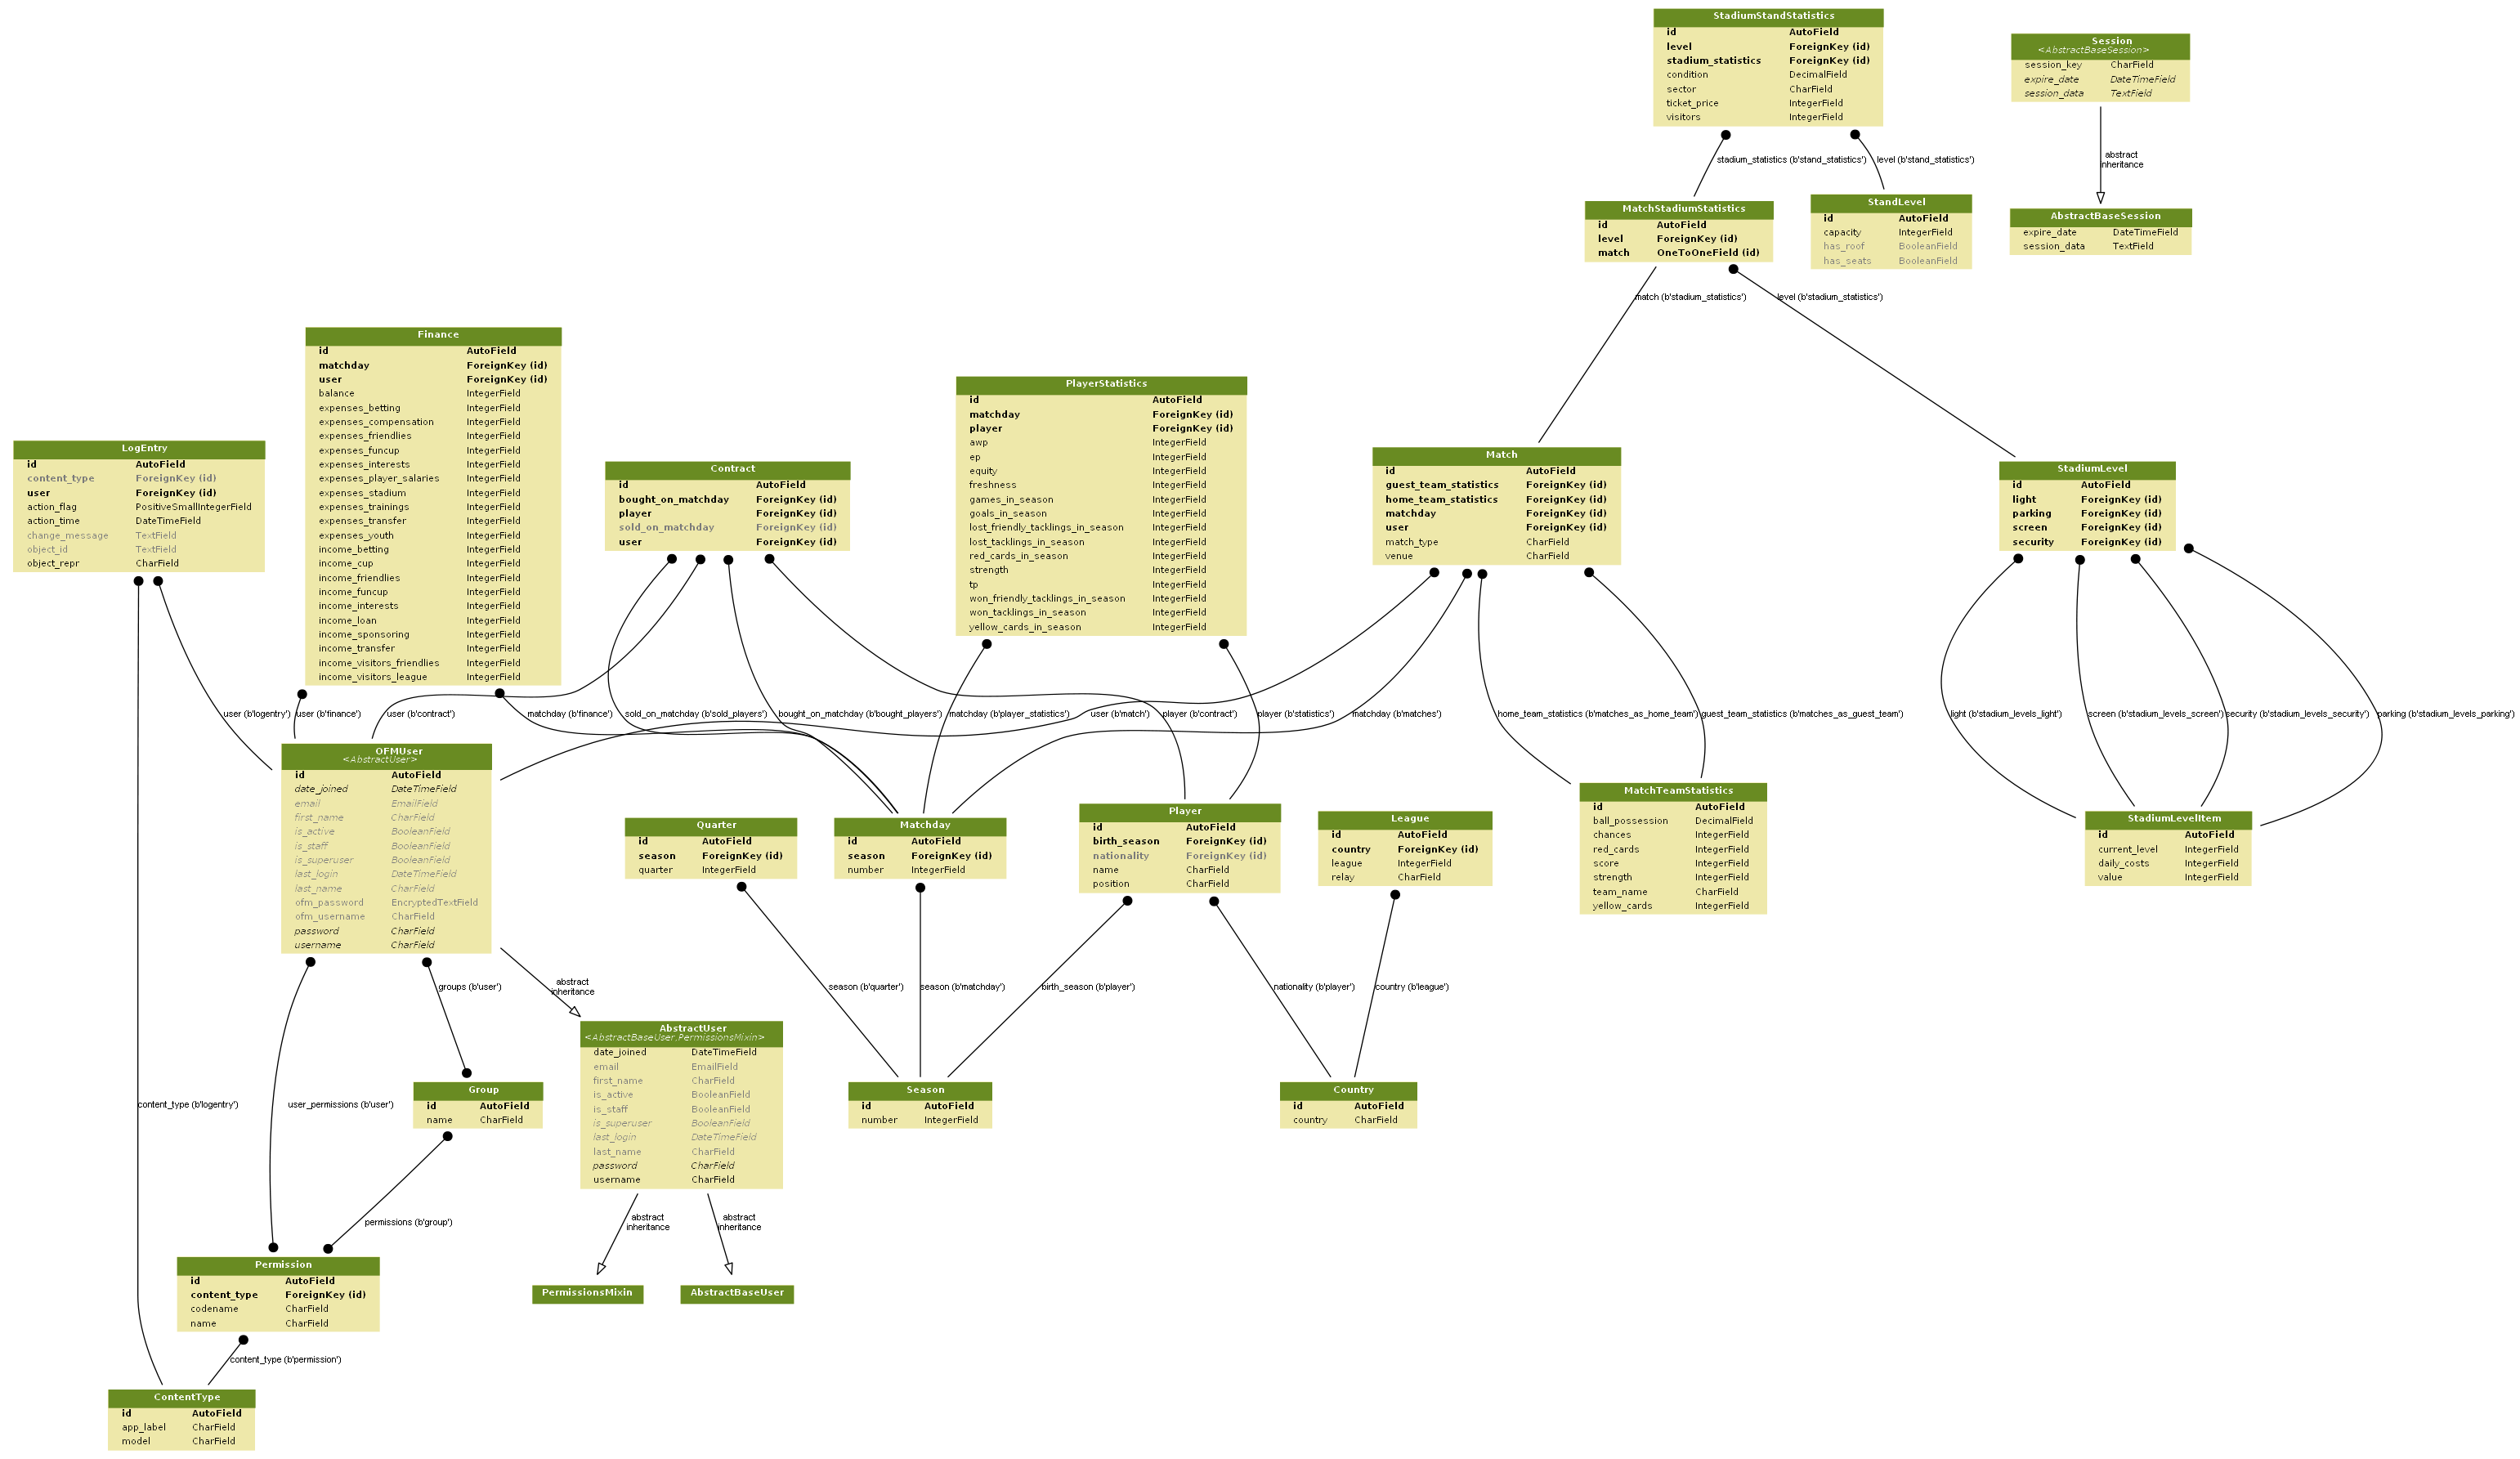 StadiumStandStatistics
id AutoField
level ForeignKey (id)
stadium_statistics ForeignKey (id)
condition DecimalField
sector CharField
ticket_price IntegerField
visitors IntegerField
Session
<AbstractBaseSession>
session_key CharField
expire_date DateTimeField
session_data TextField
stadium_statistics (b'stand_statistics')
level (b'stand_statistics')
abstract
inheritance
MatchStadiumStatistics
id AutoField
level ForeignKey (id)
match OneToOneField (id)
StandLevel
id AutoField
capacity IntegerField
has_roof BooleanField
has_seats BooleanField
AbstractBaseSession
expire_date DateTimeField
session_data TextField
match (b'stadium_statistics')
level (b'stadium_statistics')
Finance
id AutoField
matchday ForeignKey (id)
user ForeignKey (id)
balance IntegerField
expenses_betting IntegerField
expenses_compensation IntegerField
expenses_friendlies IntegerField
expenses_funcup IntegerField
expenses_interests IntegerField
expenses_player_salaries IntegerField
expenses_stadium IntegerField
expenses_trainings IntegerField
expenses_transfer IntegerField
expenses_youth IntegerField
income_betting IntegerField
income_cup IntegerField
income_friendlies IntegerField
income_funcup IntegerField
income_interests IntegerField
income_loan IntegerField
income_sponsoring IntegerField
income_transfer IntegerField
income_visitors_friendlies IntegerField
income_visitors_league IntegerField
LogEntry
id AutoField
content_type ForeignKey (id)
user ForeignKey (id)
action_flag PositiveSmallIntegerField
action_time DateTimeField
change_message TextField
object_id TextField
object_repr CharField
Contract
id AutoField
bought_on_matchday ForeignKey (id)
player ForeignKey (id)
sold_on_matchday ForeignKey (id)
user ForeignKey (id)
PlayerStatistics
id AutoField
matchday ForeignKey (id)
player ForeignKey (id)
awp IntegerField
ep IntegerField
equity IntegerField
freshness IntegerField
games_in_season IntegerField
goals_in_season IntegerField
lost_friendly_tacklings_in_season IntegerField
lost_tacklings_in_season IntegerField
red_cards_in_season IntegerField
strength IntegerField
tp IntegerField
won_friendly_tacklings_in_season IntegerField
won_tacklings_in_season IntegerField
yellow_cards_in_season IntegerField
Match
id AutoField
guest_team_statistics ForeignKey (id)
home_team_statistics ForeignKey (id)
matchday ForeignKey (id)
user ForeignKey (id)
match_type CharField
venue CharField
StadiumLevel
id AutoField
light ForeignKey (id)
parking ForeignKey (id)
screen ForeignKey (id)
security ForeignKey (id)
user (b'logentry')
user (b'finance')
user (b'contract')
matchday (b'finance')
sold_on_matchday (b'sold_players')
bought_on_matchday (b'bought_players')
matchday (b'player_statistics')
user (b'match')
player (b'contract')
player (b'statistics')
matchday (b'matches')
home_team_statistics (b'matches_as_home_team')
guest_team_statistics (b'matches_as_guest_team')
light (b'stadium_levels_light')
screen (b'stadium_levels_screen')
security (b'stadium_levels_security')
parking (b'stadium_levels_parking')
OFMUser
<AbstractUser>
id AutoField
date_joined DateTimeField
email EmailField
first_name CharField
is_active BooleanField
is_staff BooleanField
is_superuser BooleanField
last_login DateTimeField
last_name CharField
ofm_password EncryptedTextField
ofm_username CharField
password CharField
username CharField
Quarter
id AutoField
season ForeignKey (id)
quarter IntegerField
Matchday
id AutoField
season ForeignKey (id)
number IntegerField
Player
id AutoField
birth_season ForeignKey (id)
nationality ForeignKey (id)
name CharField
position CharField
League
id AutoField
country ForeignKey (id)
league IntegerField
relay CharField
MatchTeamStatistics
id AutoField
ball_possession DecimalField
chances IntegerField
red_cards IntegerField
score IntegerField
strength IntegerField
team_name CharField
yellow_cards IntegerField
StadiumLevelItem
id AutoField
current_level IntegerField
daily_costs IntegerField
value IntegerField
groups (b'user')
abstract
inheritance
season (b'quarter')
season (b'matchday')
birth_season (b'player')
nationality (b'player')
country (b'league')
AbstractUser
<AbstractBaseUser,PermissionsMixin>
date_joined DateTimeField
email EmailField
first_name CharField
is_active BooleanField
is_staff BooleanField
is_superuser BooleanField
last_login DateTimeField
last_name CharField
password CharField
username CharField
content_type (b'logentry')
user_permissions (b'user')
Group
id AutoField
name CharField
Season
id AutoField
number IntegerField
Country
id AutoField
country CharField
permissions (b'group')
abstract
inheritance
abstract
inheritance
Permission
id AutoField
content_type ForeignKey (id)
codename CharField
name CharField
PermissionsMixin
AbstractBaseUser
content_type (b'permission')
ContentType
id AutoField
app_label CharField
model CharField